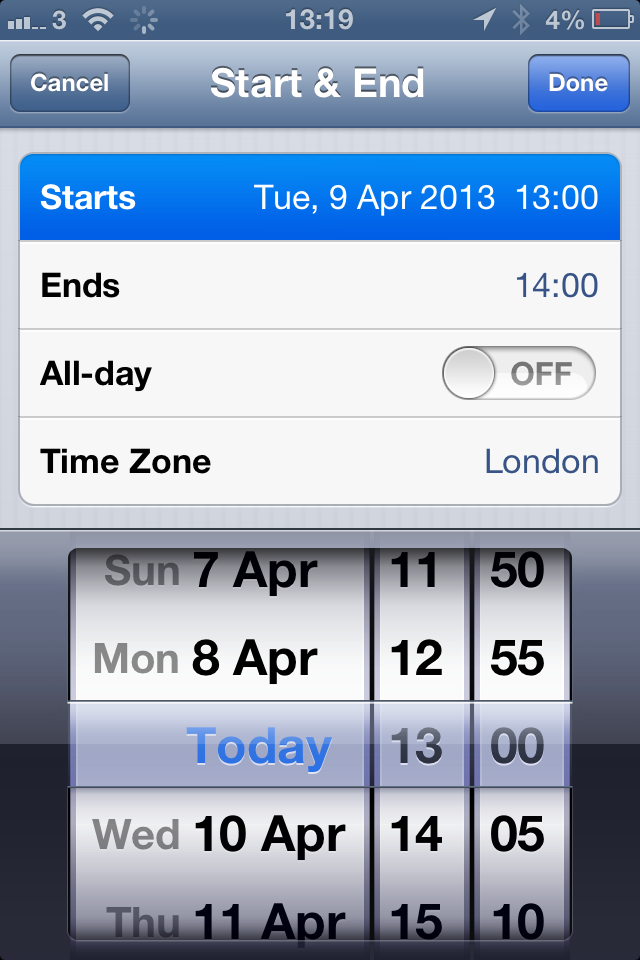 3 13:19 4%
Cancel Start & End Done
Starts Tue, 9 Apr 2013 13:00
Ends 14:00
All-day OFF
Time Zone London
Sun 7 Apr 11 50
Mon 8 Apr 12 55
Today 13 00
Wed 10 Apr 14 05
Thu 11 Apr 15 10